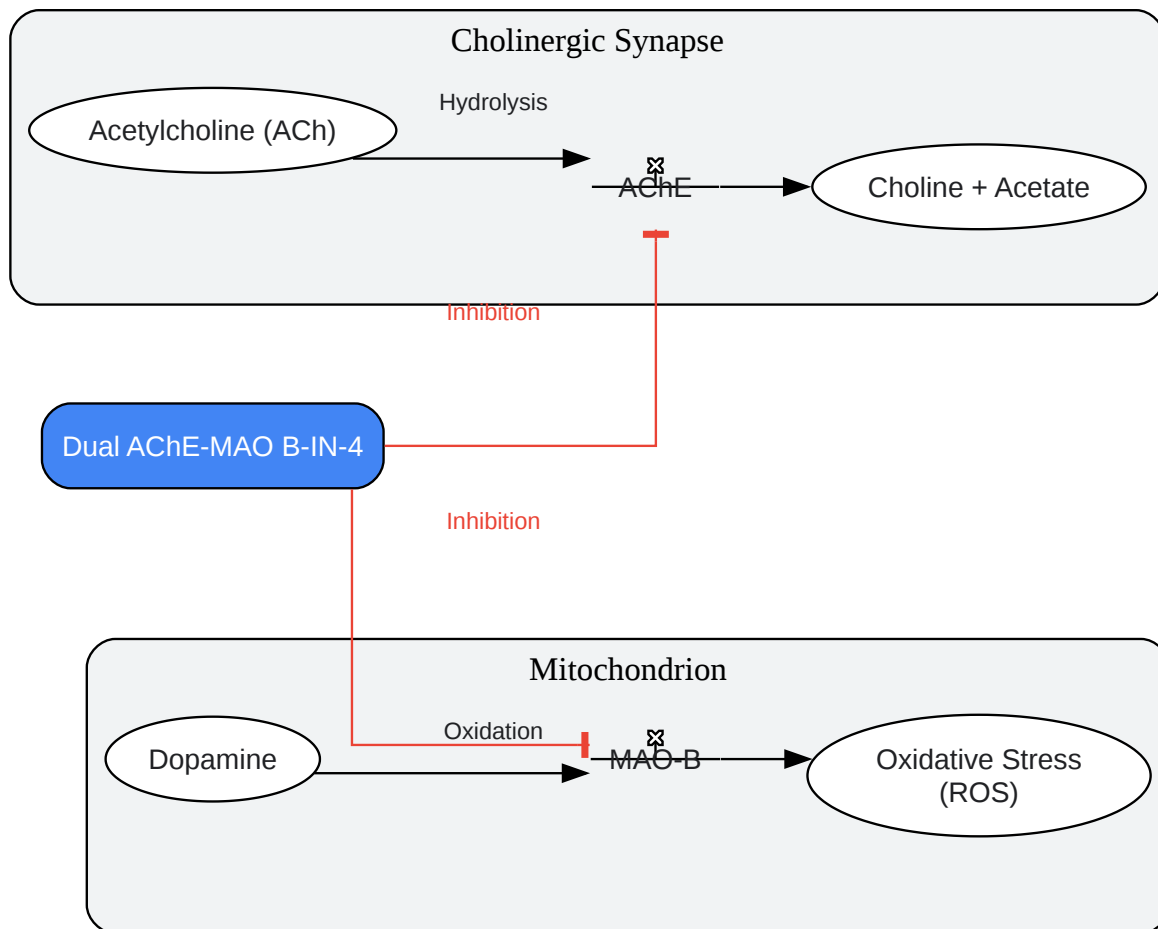 Cholinergic Synapse
Hydrolysis
Acetylcholine (ACh)
AChE
Choline + Acetate
Inhibition
Dual AChE-MAO B-IN-4
Inhibition
Mitochondrion
Oxidation
Dopamine
MAO-B
Oxidative Stress
(ROS)